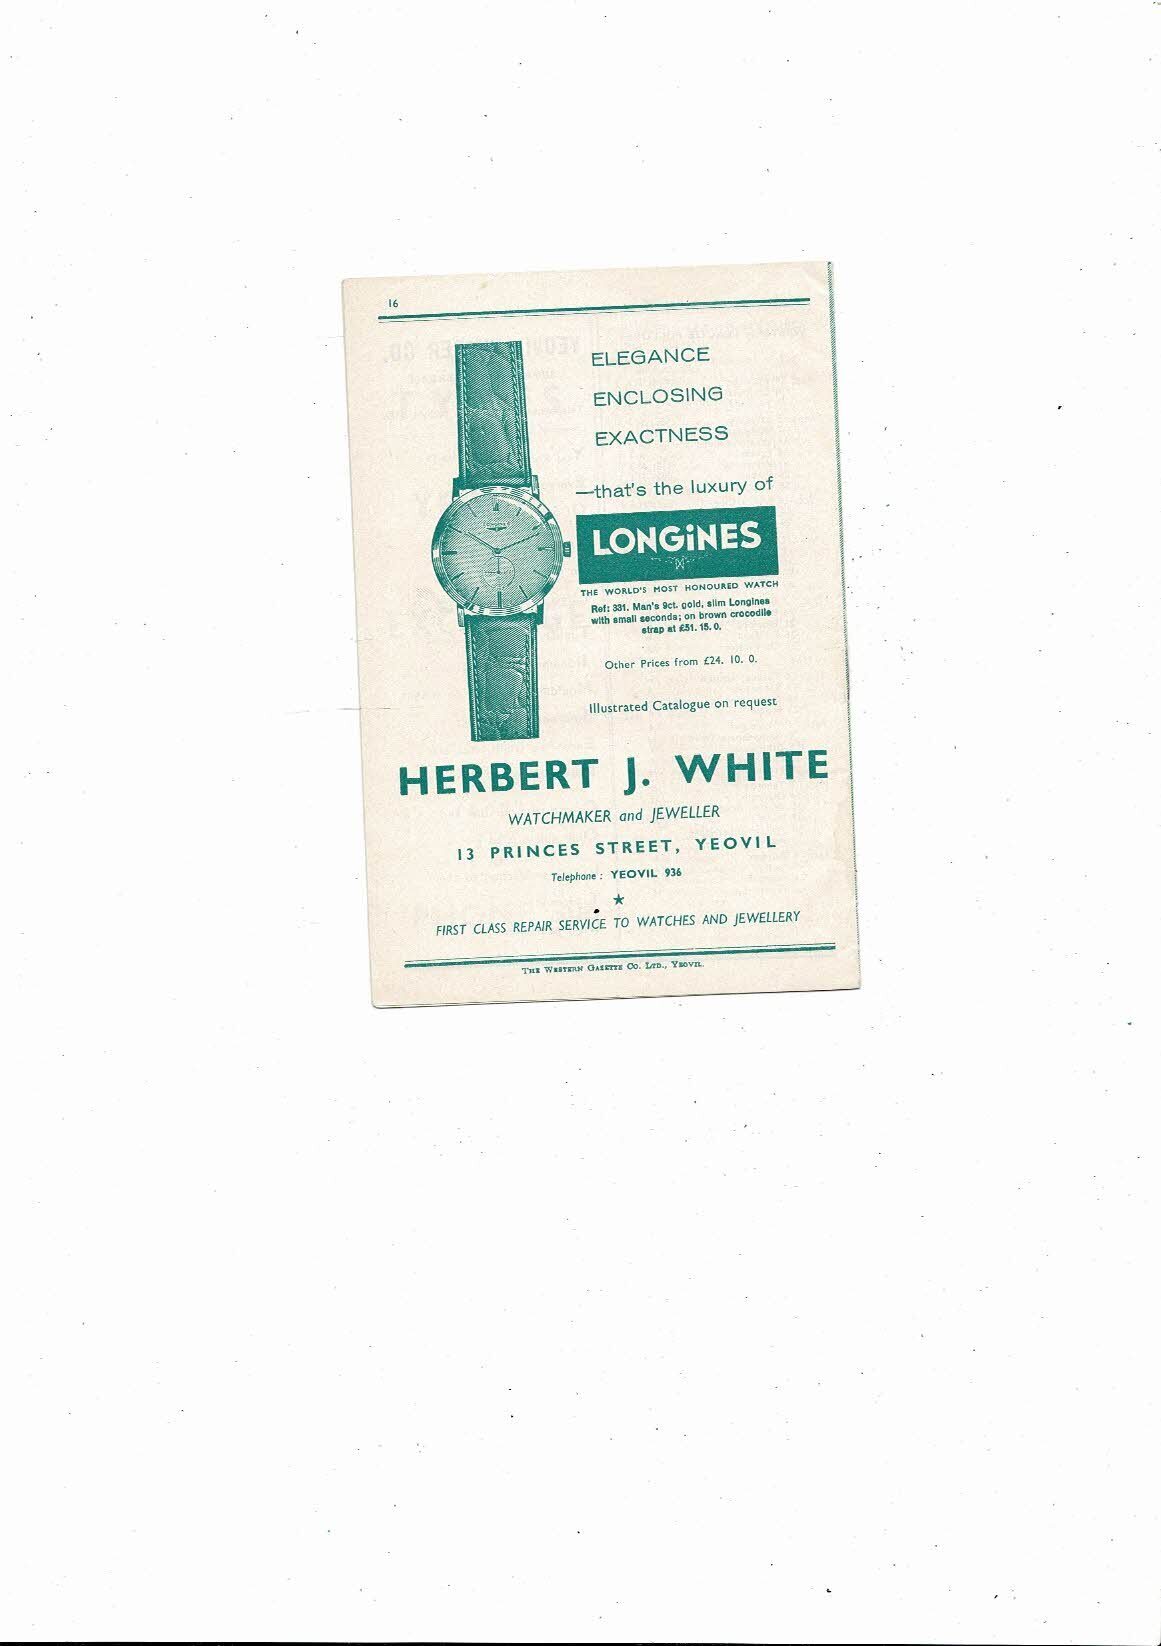 16
ELEGANCE
ENCLOSING
EXACTNESS
—that's the luxury of
LONGiNES
THE WORLD'S MOST HONOURED WATCH
Ref: 331. Man's 9ct. gold, slim Longines
with small seconds; on brown crocodile
strap at £51. 15. 0.
Other Prices from £24. 10. 0.
Illustrated Catalogue on request
HERBERT J. WHITE
WATCHMAKER and JEWELLER
13 PRINCES STREET, YEOVIL
Telephone : YEOVIL 936
FIRST CLASS REPAIR SERVICE TO WATCHES AND JEWELLERY
THE WESTERN GAZETTE CO. LTD., YEOVIL.